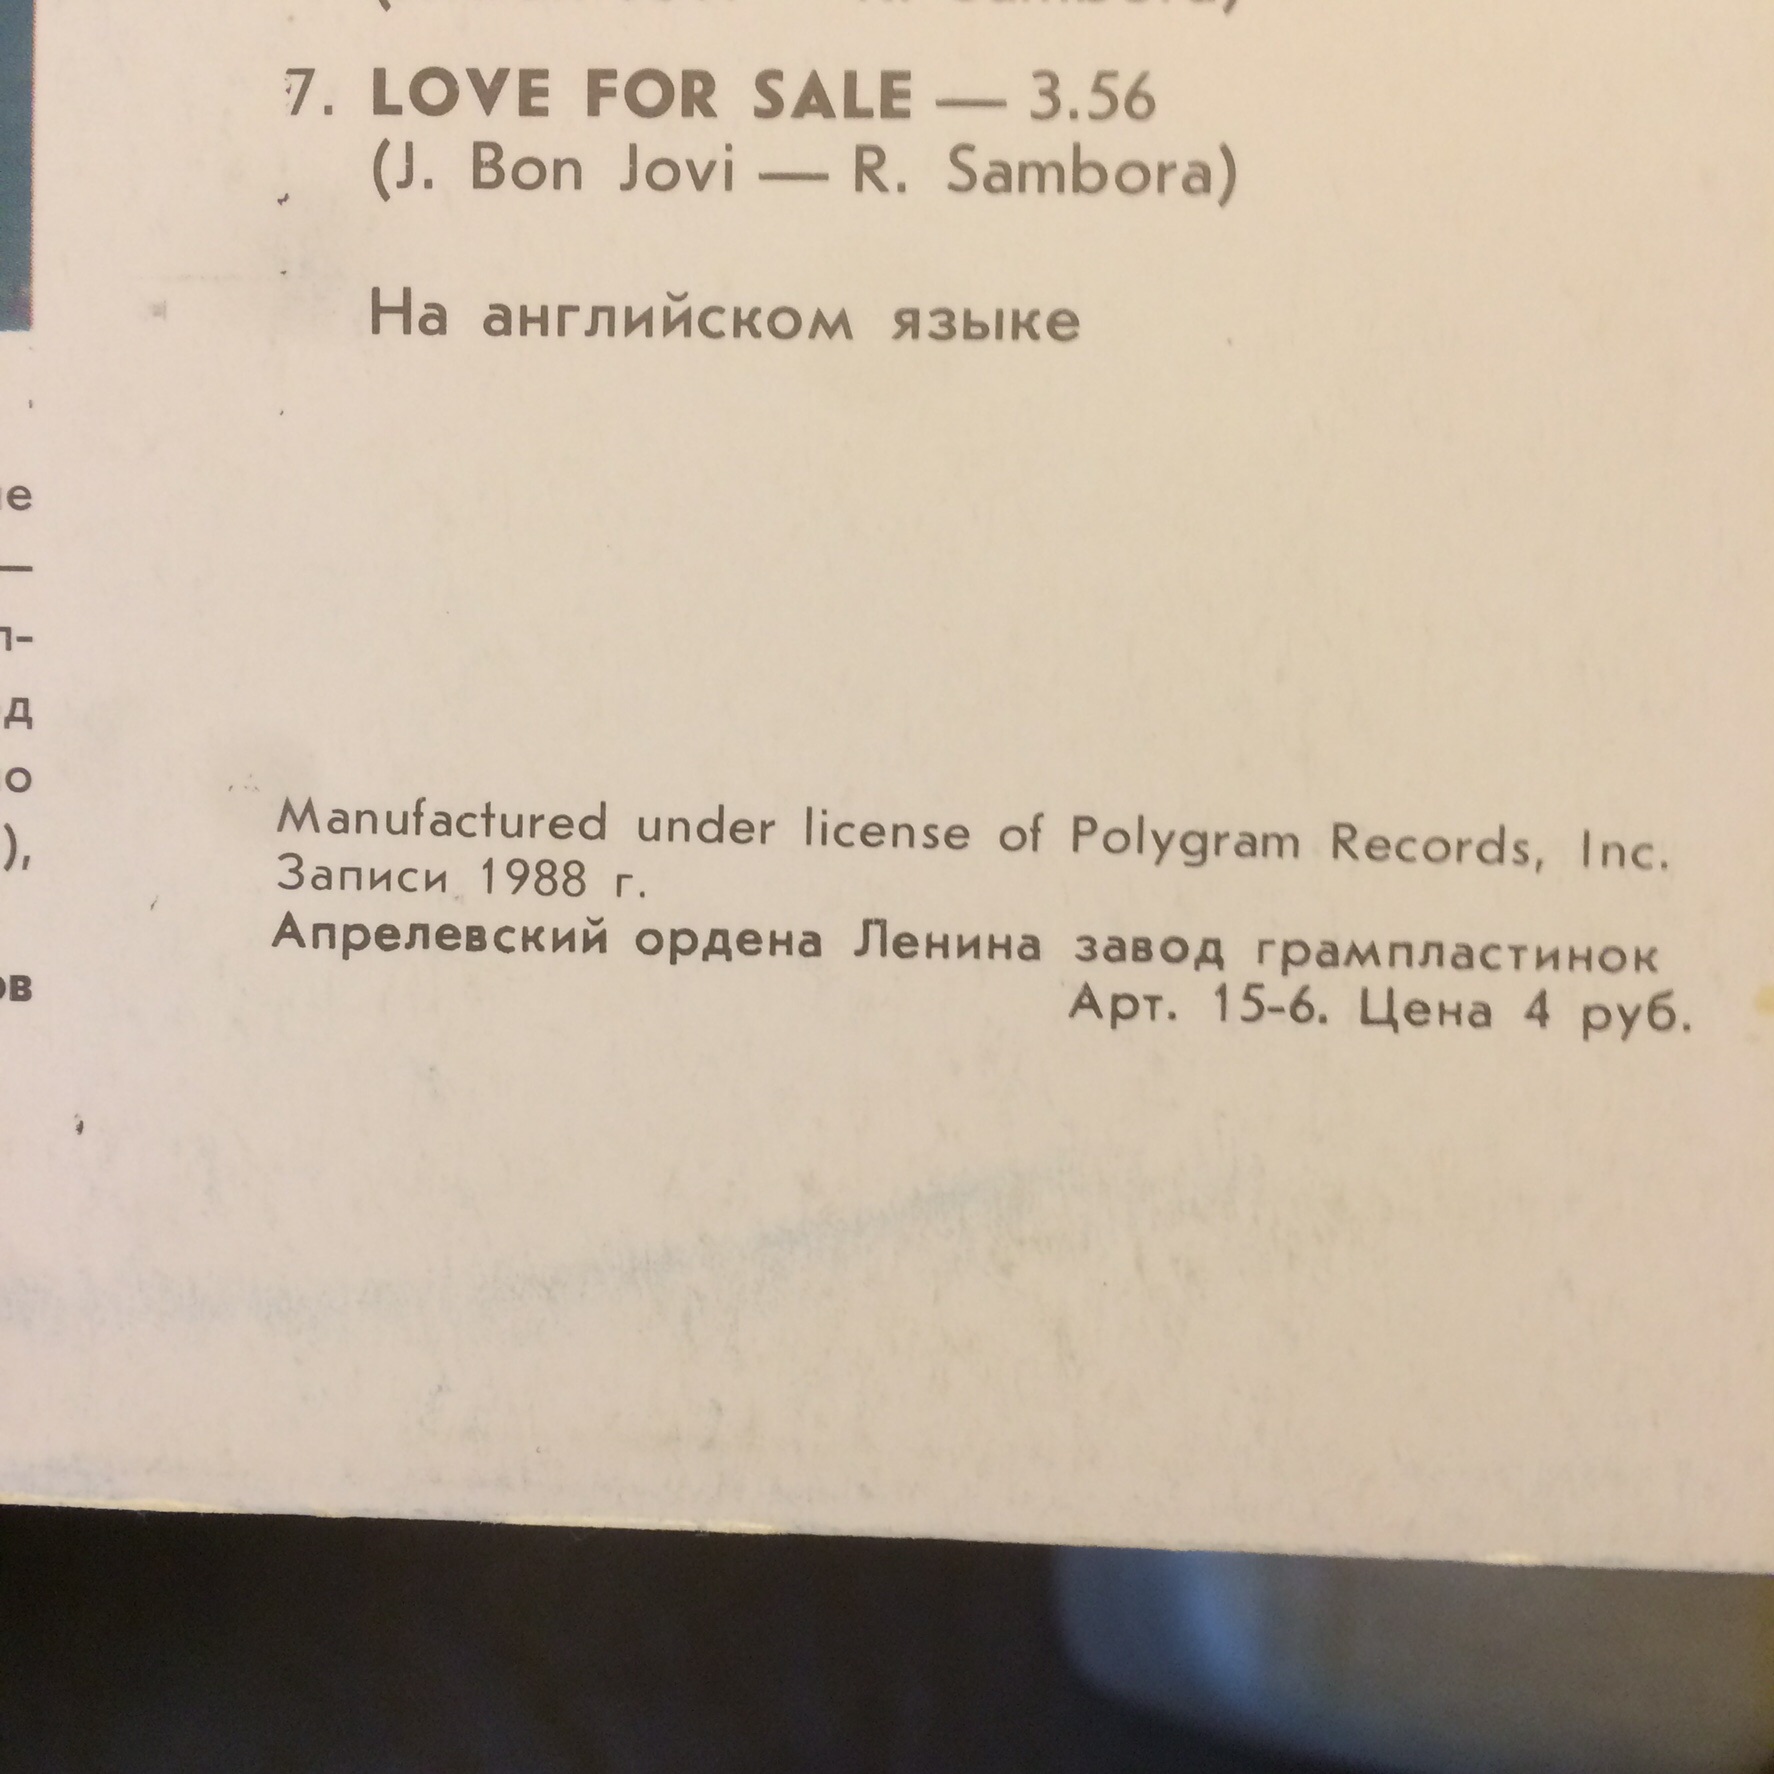 7. LOVE FOR SALE — 3.56
(J. Bon Jovi — R. Sambora)
На английском языке
Manufactured under license of Polygram Records, Inc.
Записи 1988 г.
Апрелевский ордена Ленина завод грампластинок
Арт. 15-6. Цена 4 руб.